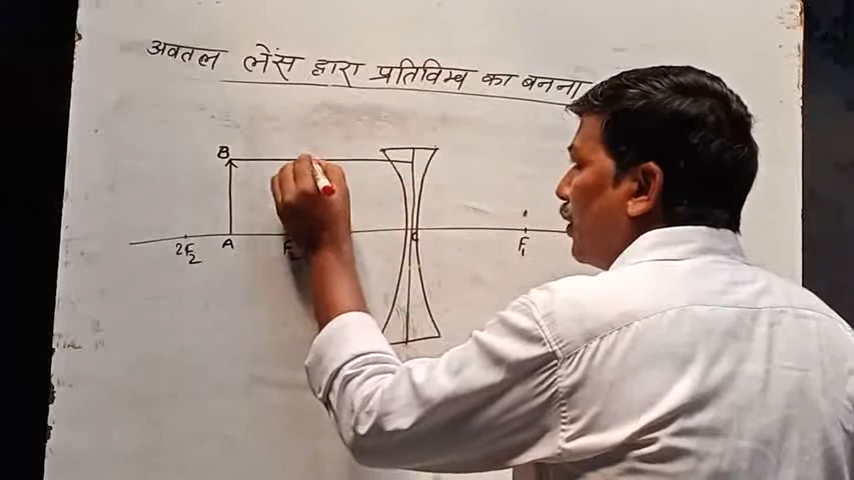 अवतल लेंस द्वारा प्रतिविम्ब का बनना
B
2F₂ A F₂ C F₁